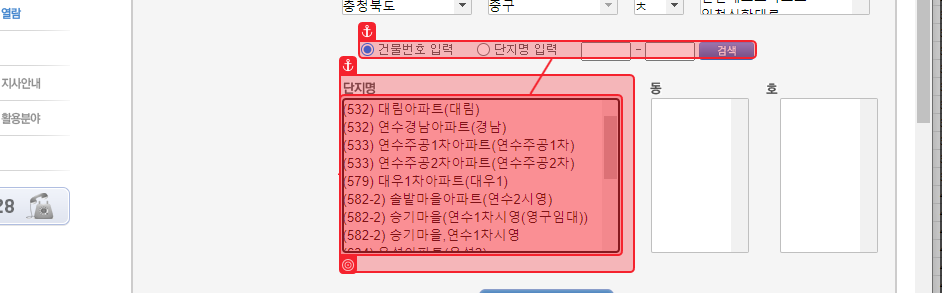 열람
충청북도
중구
ㅊ
건물번호 입력
단지명 입력
-
검색
지사안내
단지명
동
호
(532) 대림아파트(대림)
활용분야
(532) 연수경남아파트(경남)
(533) 연수주공1차아파트(연수주공1차)
(533) 연수주공2차아파트(연수주공2차)
(579) 대우1차아파트(대우1)
(582-2) 솔밭마을아파트(연수2시영)
28
(582-2) 승기마을(연수1차시영(영구임대))
(582-2) 승기마을,연수1차시영